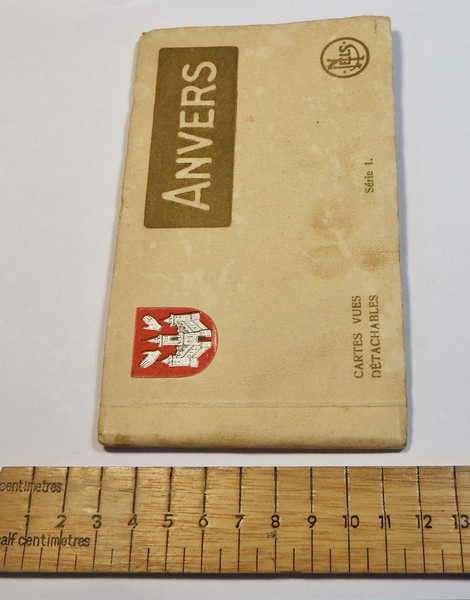 ANVERS
NELS
Série 1.
CARTES VUES
DÉTACHABLES
centimetres
1 2 3 4 5 6 7 8 9 10 11 12 13
half centimetres